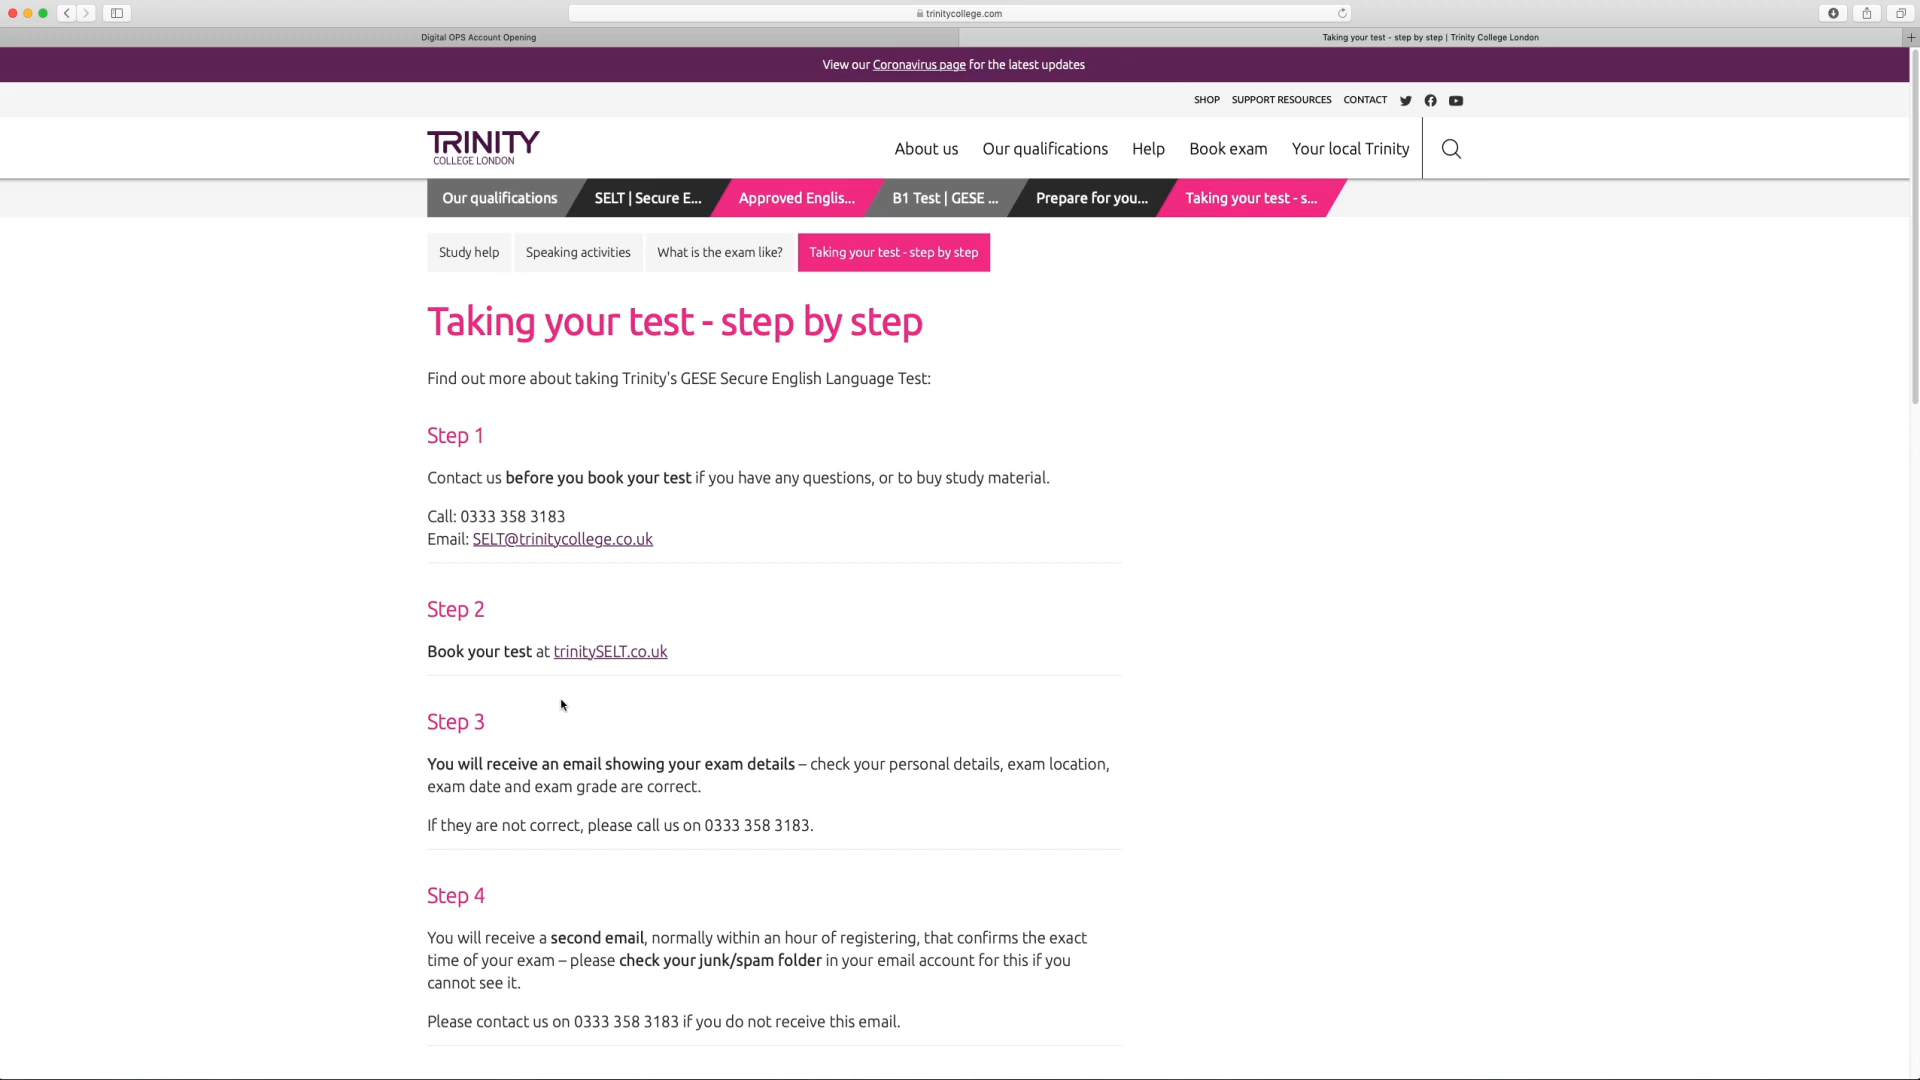 trinitycollege.com
Digital OPS Account Opening
Taking your test - step by step | Trinity College London
View our Coronavirus page for the latest updates
SHOP SUPPORT RESOURCES CONTACT
TRINITY
COLLEGE LONDON
About us Our qualifications Help Book exam Your local Trinity
Our qualifications SELT | Secure E... Approved Englis... B1 Test | GESE ... Prepare for you... Taking your test - s...
Study help Speaking activities What is the exam like? Taking your test - step by step
Taking your test - step by step
Find out more about taking Trinity's GESE Secure English Language Test:
Step 1
Contact us before you book your test if you have any questions, or to buy study material.
Call: 0333 358 3183
Email: SELT@trinitycollege.co.uk
Step 2
Book your test at trinitySELT.co.uk
Step 3
You will receive an email showing your exam details – check your personal details, exam location,
exam date and exam grade are correct.
If they are not correct, please call us on 0333 358 3183.
Step 4
You will receive a second email, normally within an hour of registering, that confirms the exact
time of your exam – please check your junk/spam folder in your email account for this if you
cannot see it.
Please contact us on 0333 358 3183 if you do not receive this email.